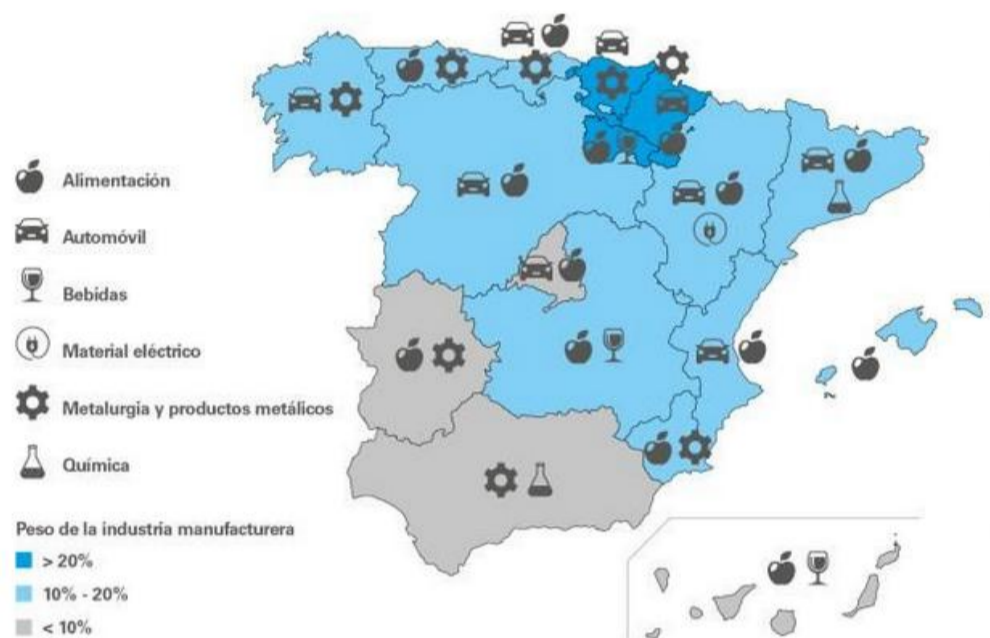 Alimentación
Automóvil
Bebidas
Material eléctrico
Metalurgia y productos metálicos
Química
Peso de la industria manufacturera
> 20%
10% - 20%
< 10%